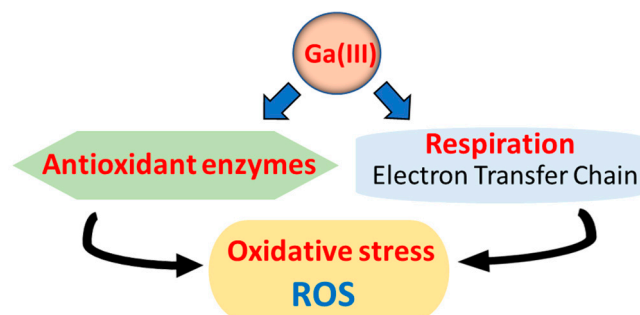 Ga(III)
Antioxidant enzymes
Respiration
Electron Transfer Chain
Oxidative stress
ROS